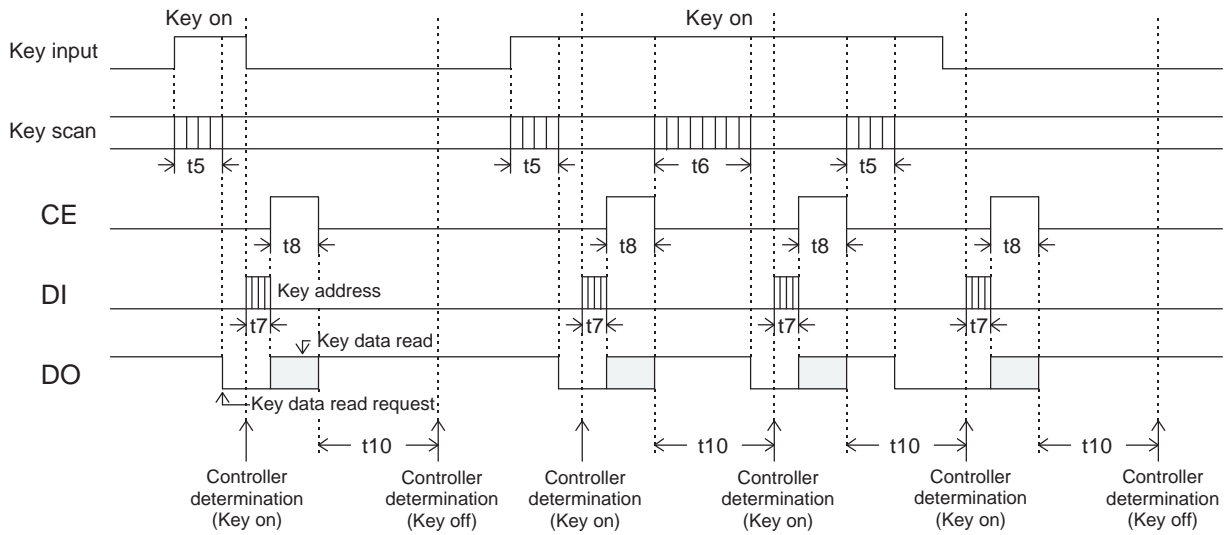 Key on
Key on
Key input
Key scan
t5
t5
t6
t5
CE
t8
t8
t8
t8
DI
Key address
t7
t7
t7
t7
Key data read
DO
Key data read request
t10
t10
t10
t10
Controller
determination
(Key on)
Controller
determination
(Key off)
Controller
determination
(Key on)
Controller
determination
(Key on)
Controller
determination
(Key on)
Controller
determination
(Key off)